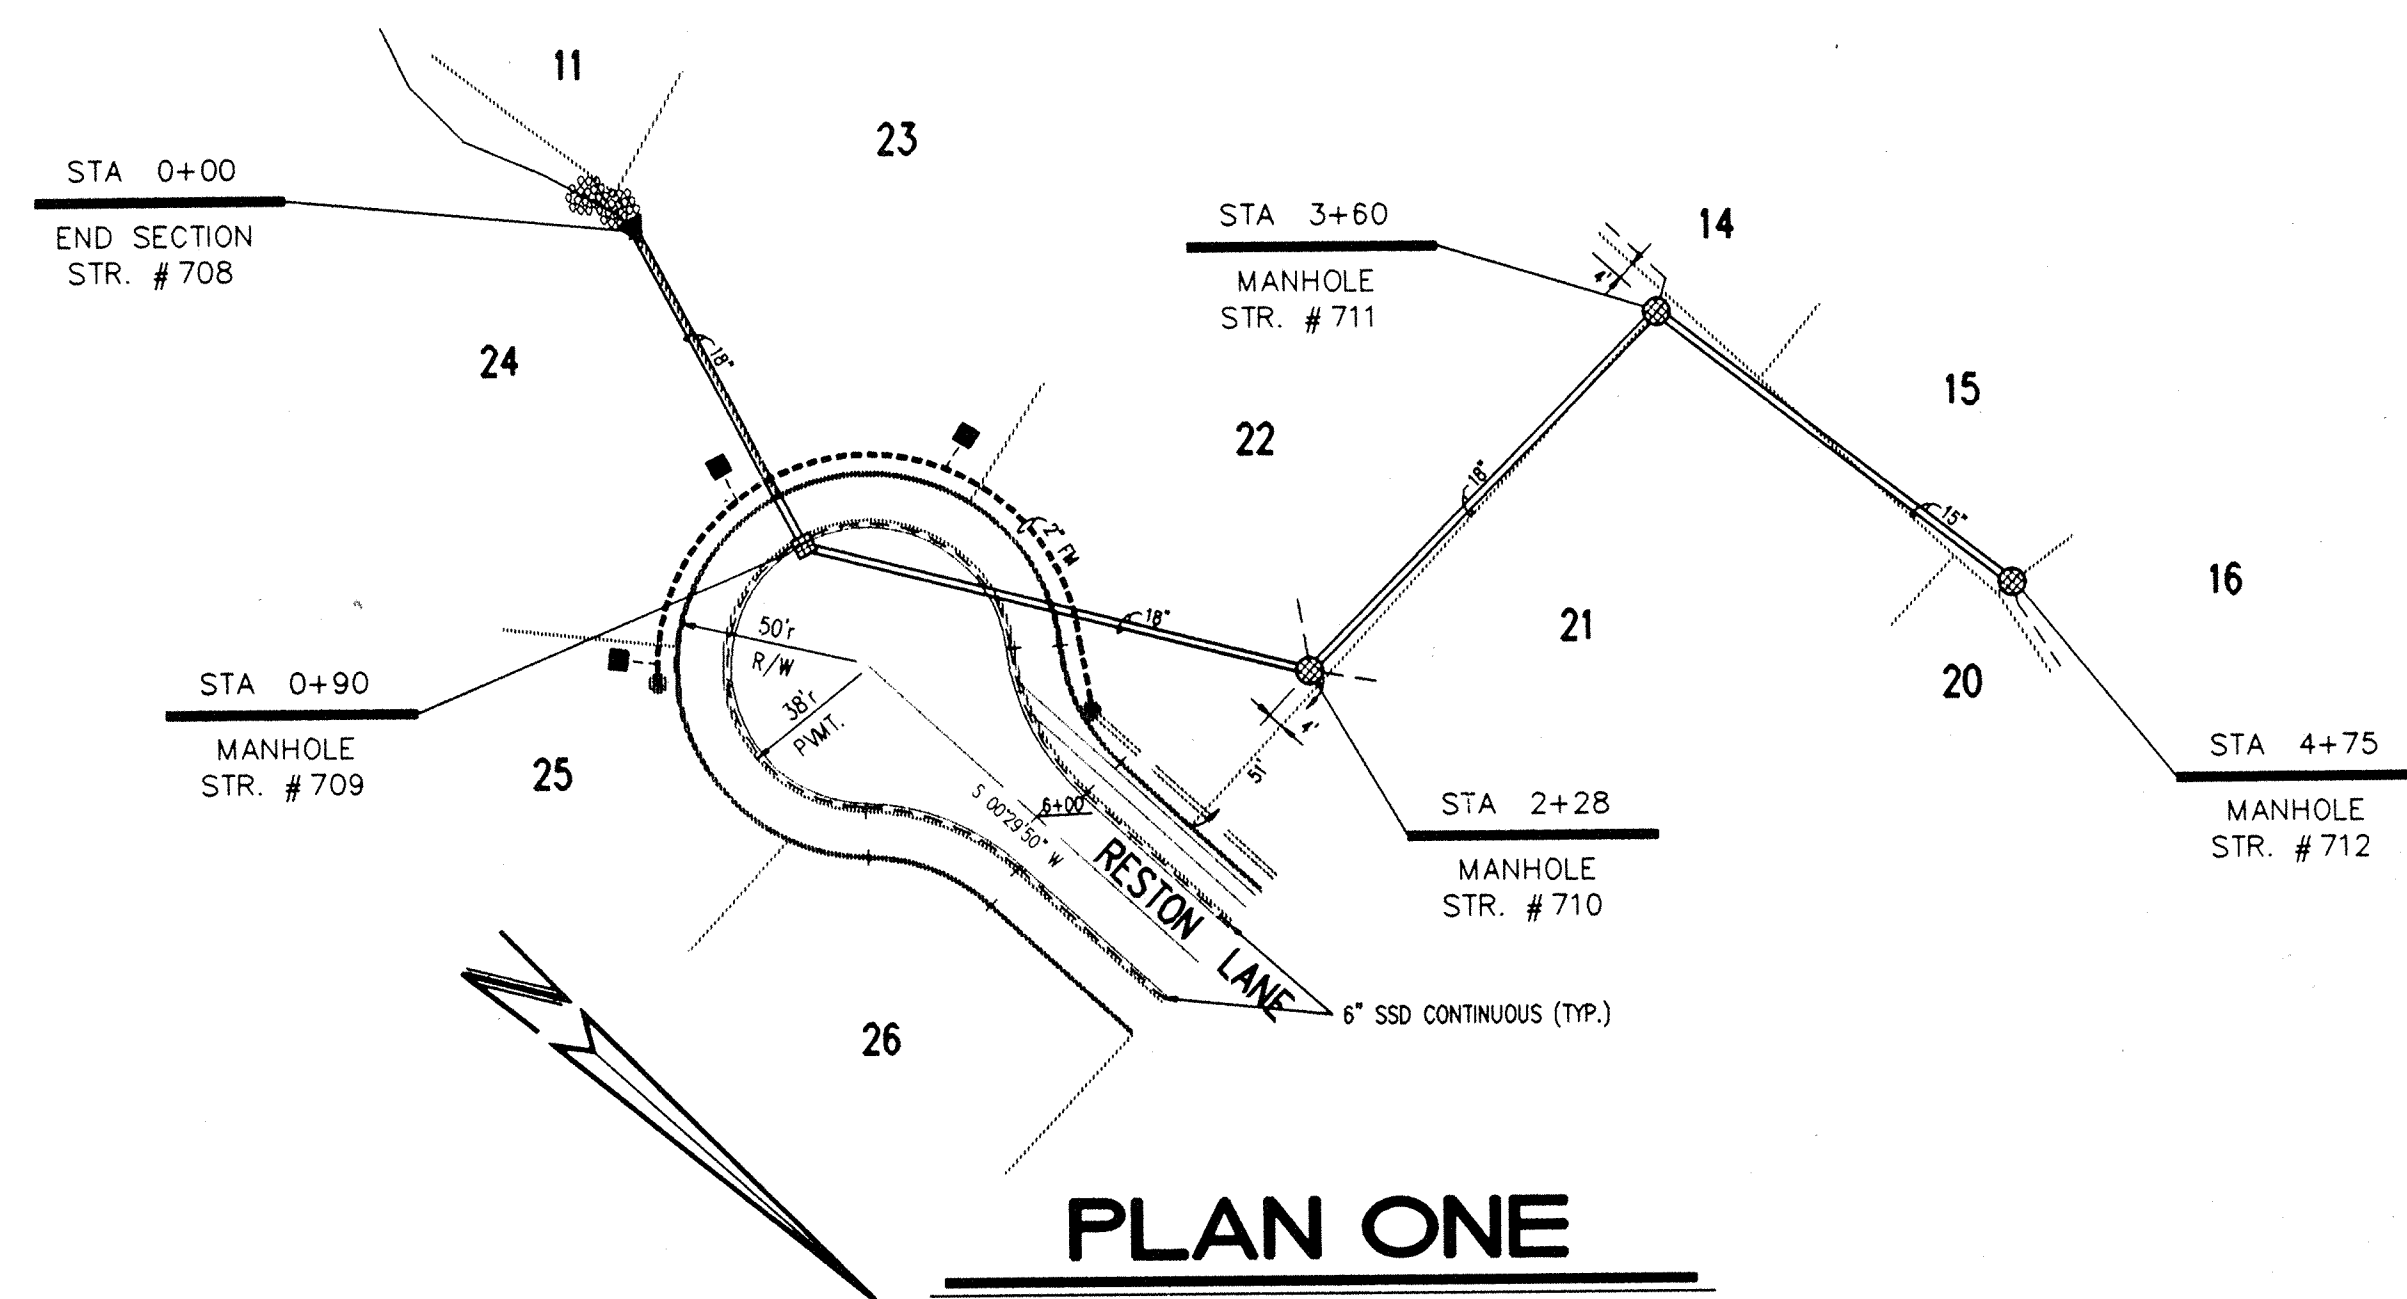 11
23
STA 0+00
END SECTION
STR. #708
STA 3+60
MANHOLE
STR. #711
14
4'
18"
24
15
22
18"
15"
2" FM
16
21
18"
50'r
R/W
38'r
PVMT.
20
STA 0+90
MANHOLE
STR. #709
25
4'
51'
STA 4+75
MANHOLE
STR. #712
6+00
S 00°29'50" W
STA 2+28
MANHOLE
STR. #710
RESTON LANE
6" SSD CONTINUOUS (TYP.)
26
PLAN ONE